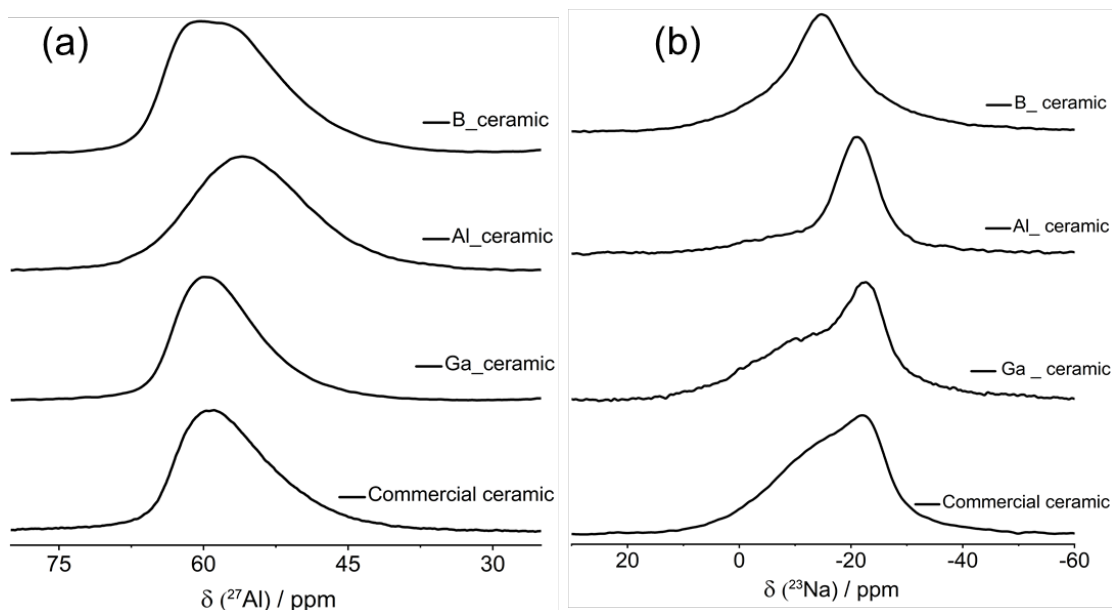 (a)
B_ceramic
Al_ceramic
Ga_ceramic
Commercial ceramic
75 60 45 30
δ (²⁷Al) / ppm
(b)
B_ ceramic
Al_ ceramic
Ga _ ceramic
Commercial ceramic
20 0 -20 -40 -60
δ (²³Na) / ppm